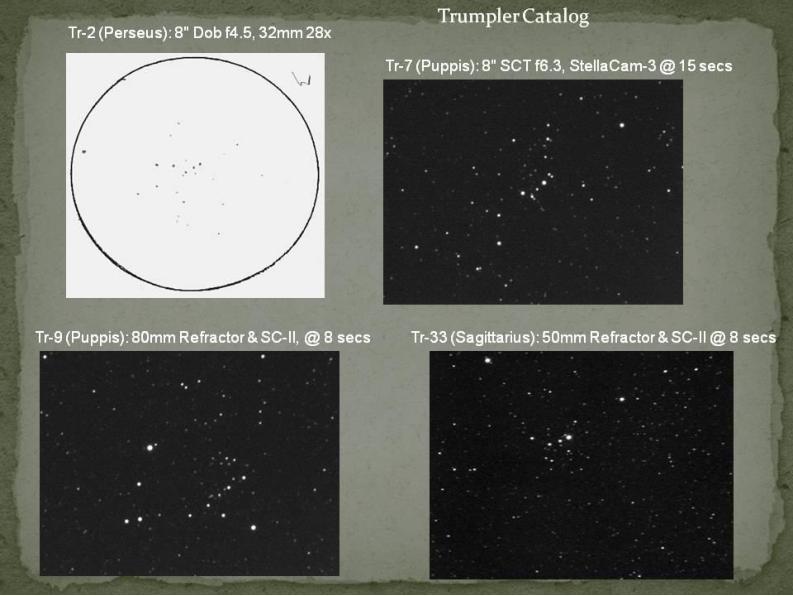 Trumpler Catalog
Tr-2 (Perseus): 8" Dob f4.5, 32mm 28x
W
Tr-7 (Puppis): 8" SCT f6.3, StellaCam-3 @ 15 secs
Tr-9 (Puppis): 80mm Refractor & SC-II, @ 8 secs
Tr-33 (Sagittarius): 50mm Refractor & SC-II @ 8 secs